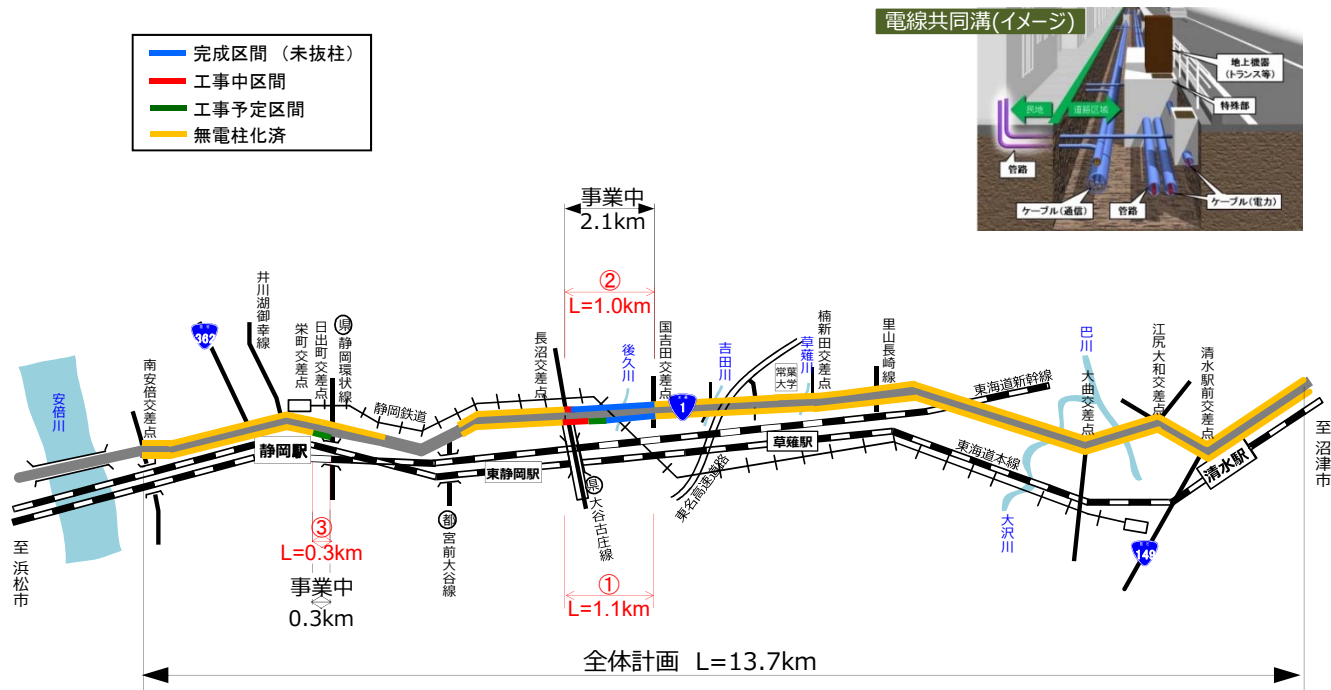 電線共同溝(イメージ)
完成区間 (未抜柱)
工事中区間
工事予定区間
無電柱化済
地上機器
(トランス等)
特殊部
民地
道路区域
管路
ケーブル(通信)
管路
ケーブル(電力)
事業中
2.1km
②
L=1.0km
安倍川
南安倍交差点
362
井川湖御幸線
栄町交差点
日出町交差点
県静岡環状線
静岡鉄道
長沼交差点
後久川
国吉田交差点
1
吉田川
常葉
大学
草薙川
楠新田交差点
里山長崎線
東海道新幹線
巴川
大曲交差点
江尻大和交差点
清水駅前交差点
静岡駅
東静岡駅
草薙駅
東海道本線
清水駅
至沼津市
至浜松市
③
L=0.3km
事業中
0.3km
都宮前大谷線
県大谷古庄線
東名高速道路
大沢川
149
①
L=1.1km
全体計画 L=13.7km